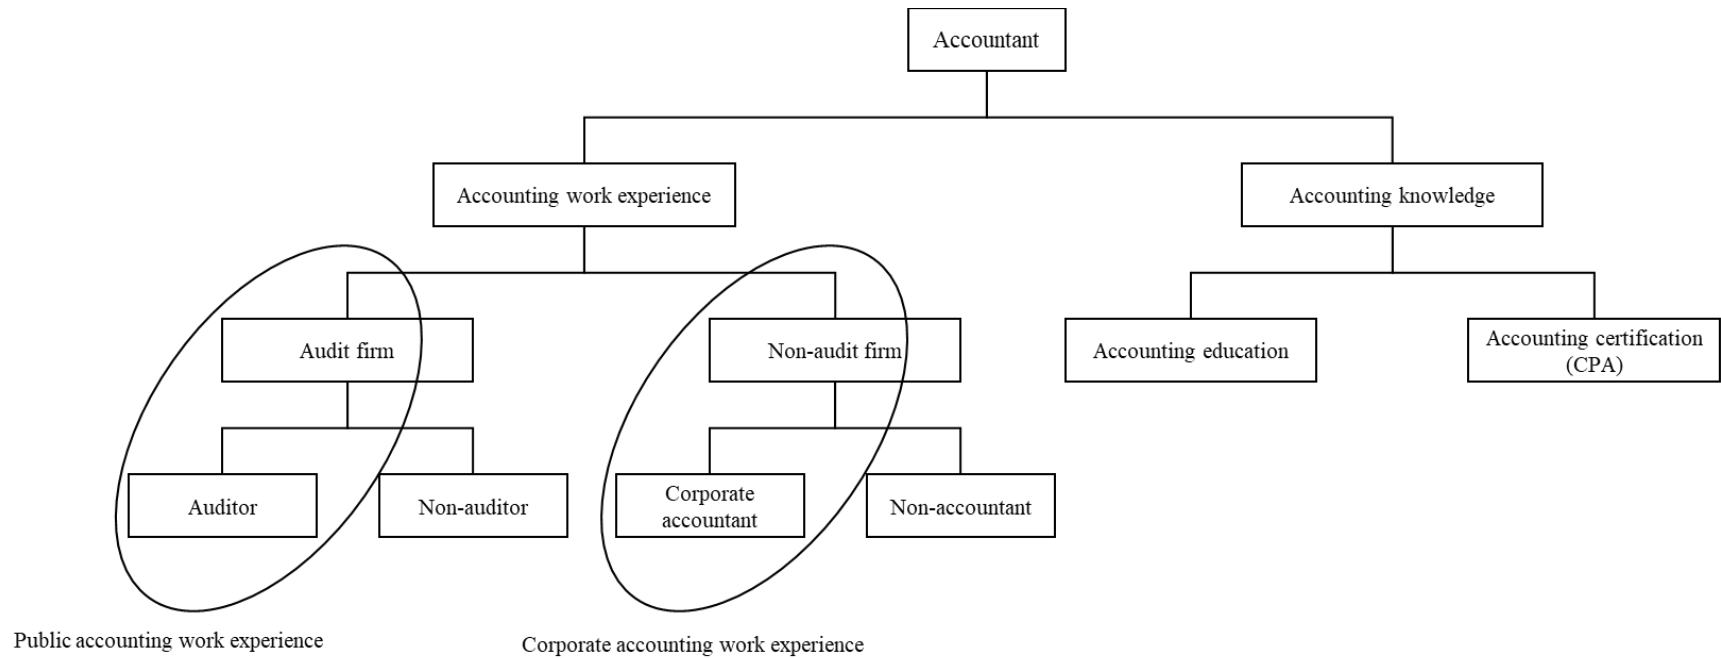 Accountant
Accounting work experience
Accounting knowledge
Audit firm
Non-audit firm
Accounting education
Accounting certification
(CPA)
Auditor
Non-auditor
Corporate
accountant
Non-accountant
Public accounting work experience
Corporate accounting work experience